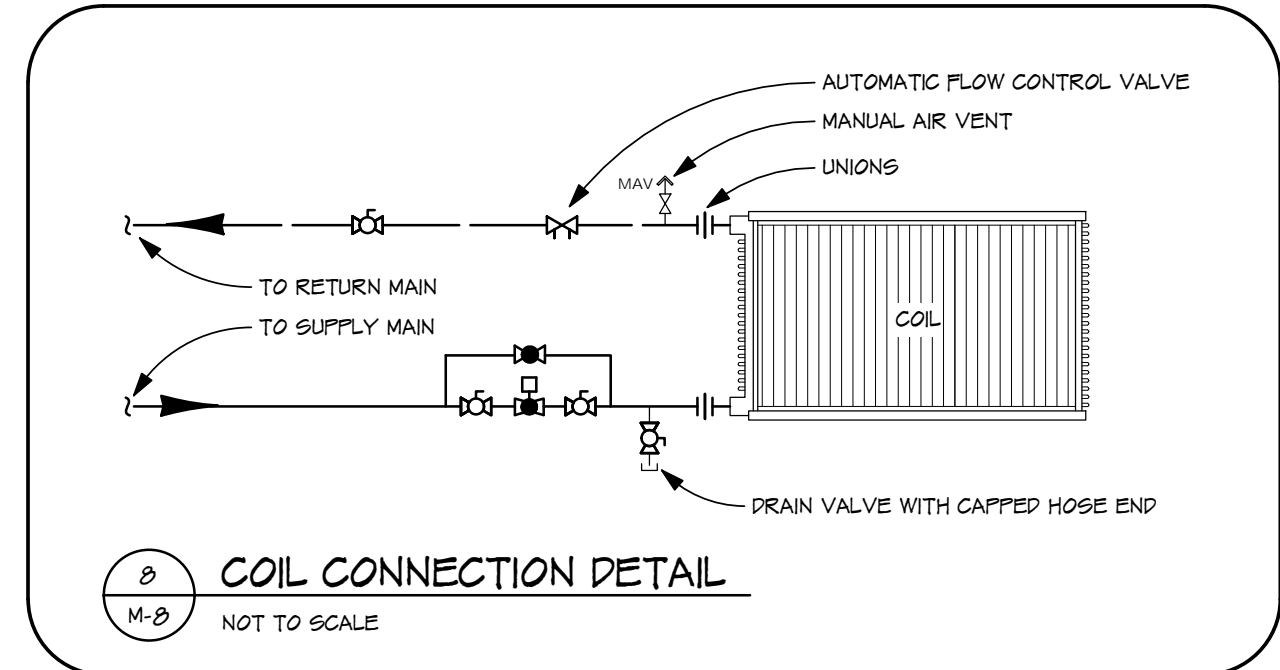 AUTOMATIC FLOW CONTROL VALVE
MANUAL AIR VENT
UNIONS
MAV
TO RETURN MAIN
TO SUPPLY MAIN
COIL
DRAIN VALVE WITH CAPPED HOSE END
8
M-8
COIL CONNECTION DETAIL
NOT TO SCALE